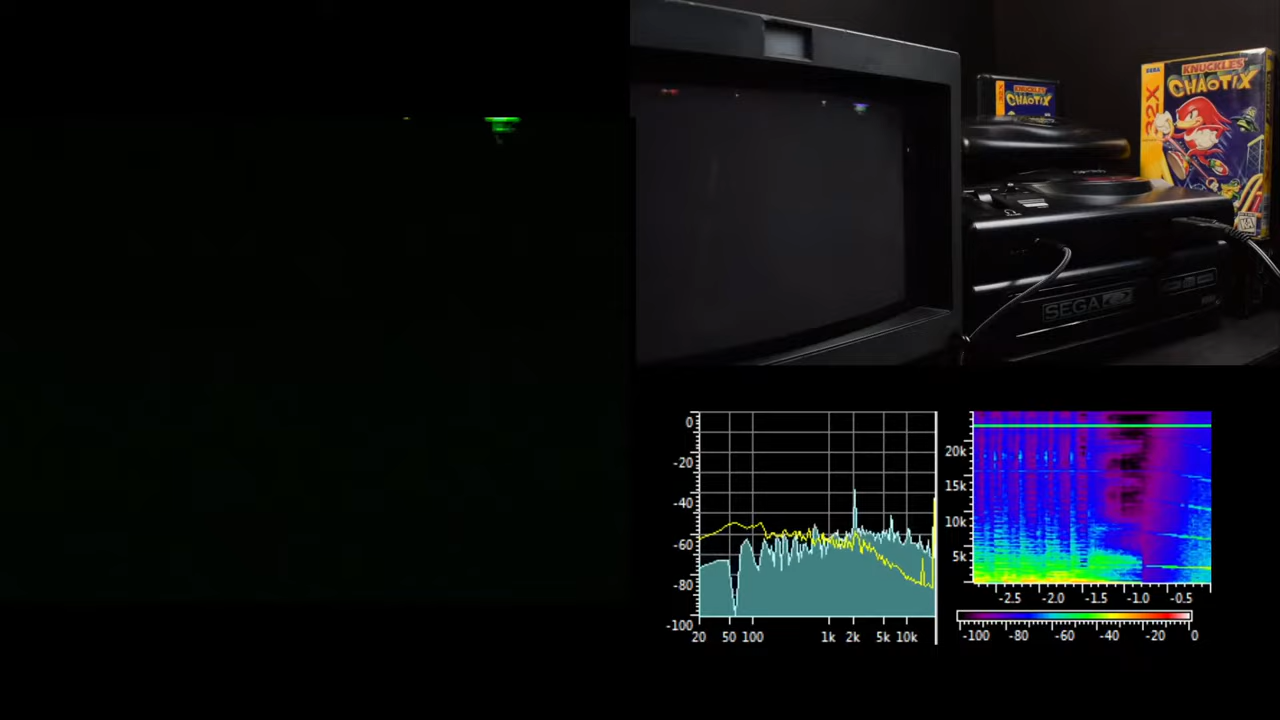 KNUCKLES'
CHAOTIX
32X
SEGA
KNUCKLES'
CHAOTIX
SEGA
0
-20
-40
-60
-80
-100
20 50 100 1k 2k 5k 10k
20k
15k
10k
5k
-2.5 -2.0 -1.5 -1.0 -0.5
-100 -80 -60 -40 -20 0